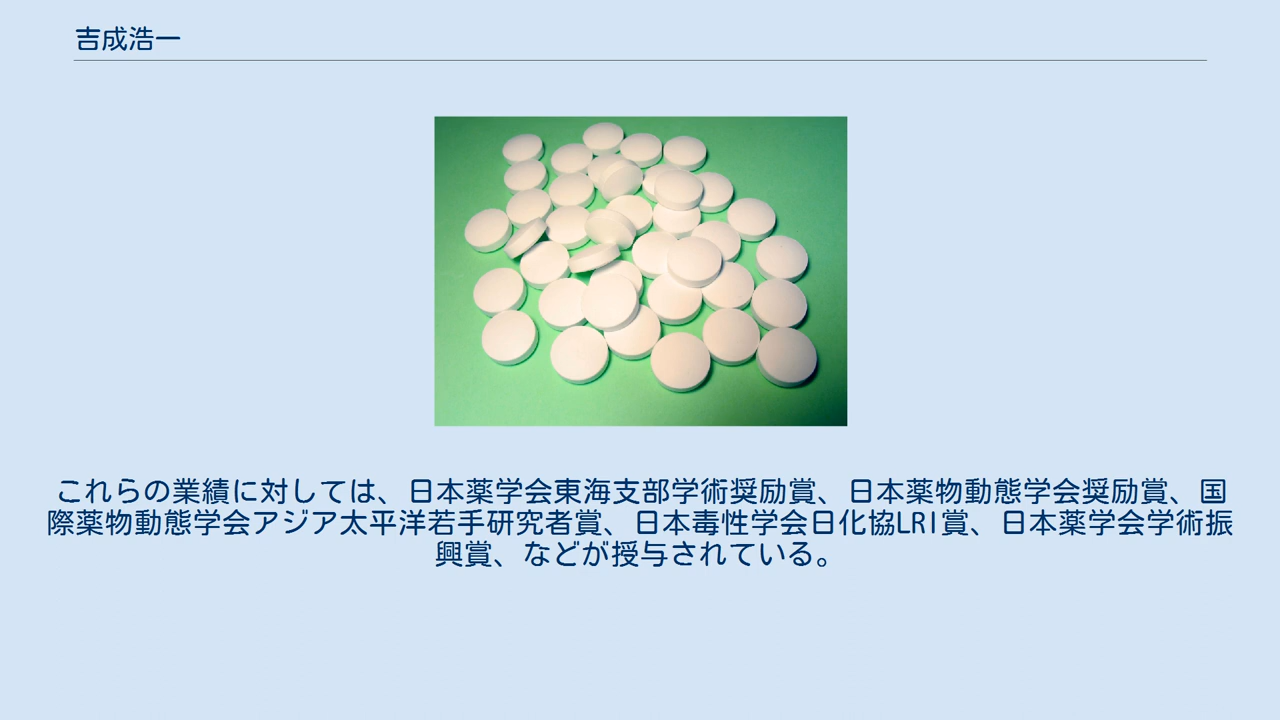 吉成浩一
これらの業績に対しては、日本薬学会東海支部学術奨励賞、日本薬物動態学会奨励賞、国
際薬物動態学会アジア太平洋若手研究者賞、日本毒性学会日化協LRI賞、日本薬学会学術振
興賞、などが授与されている。